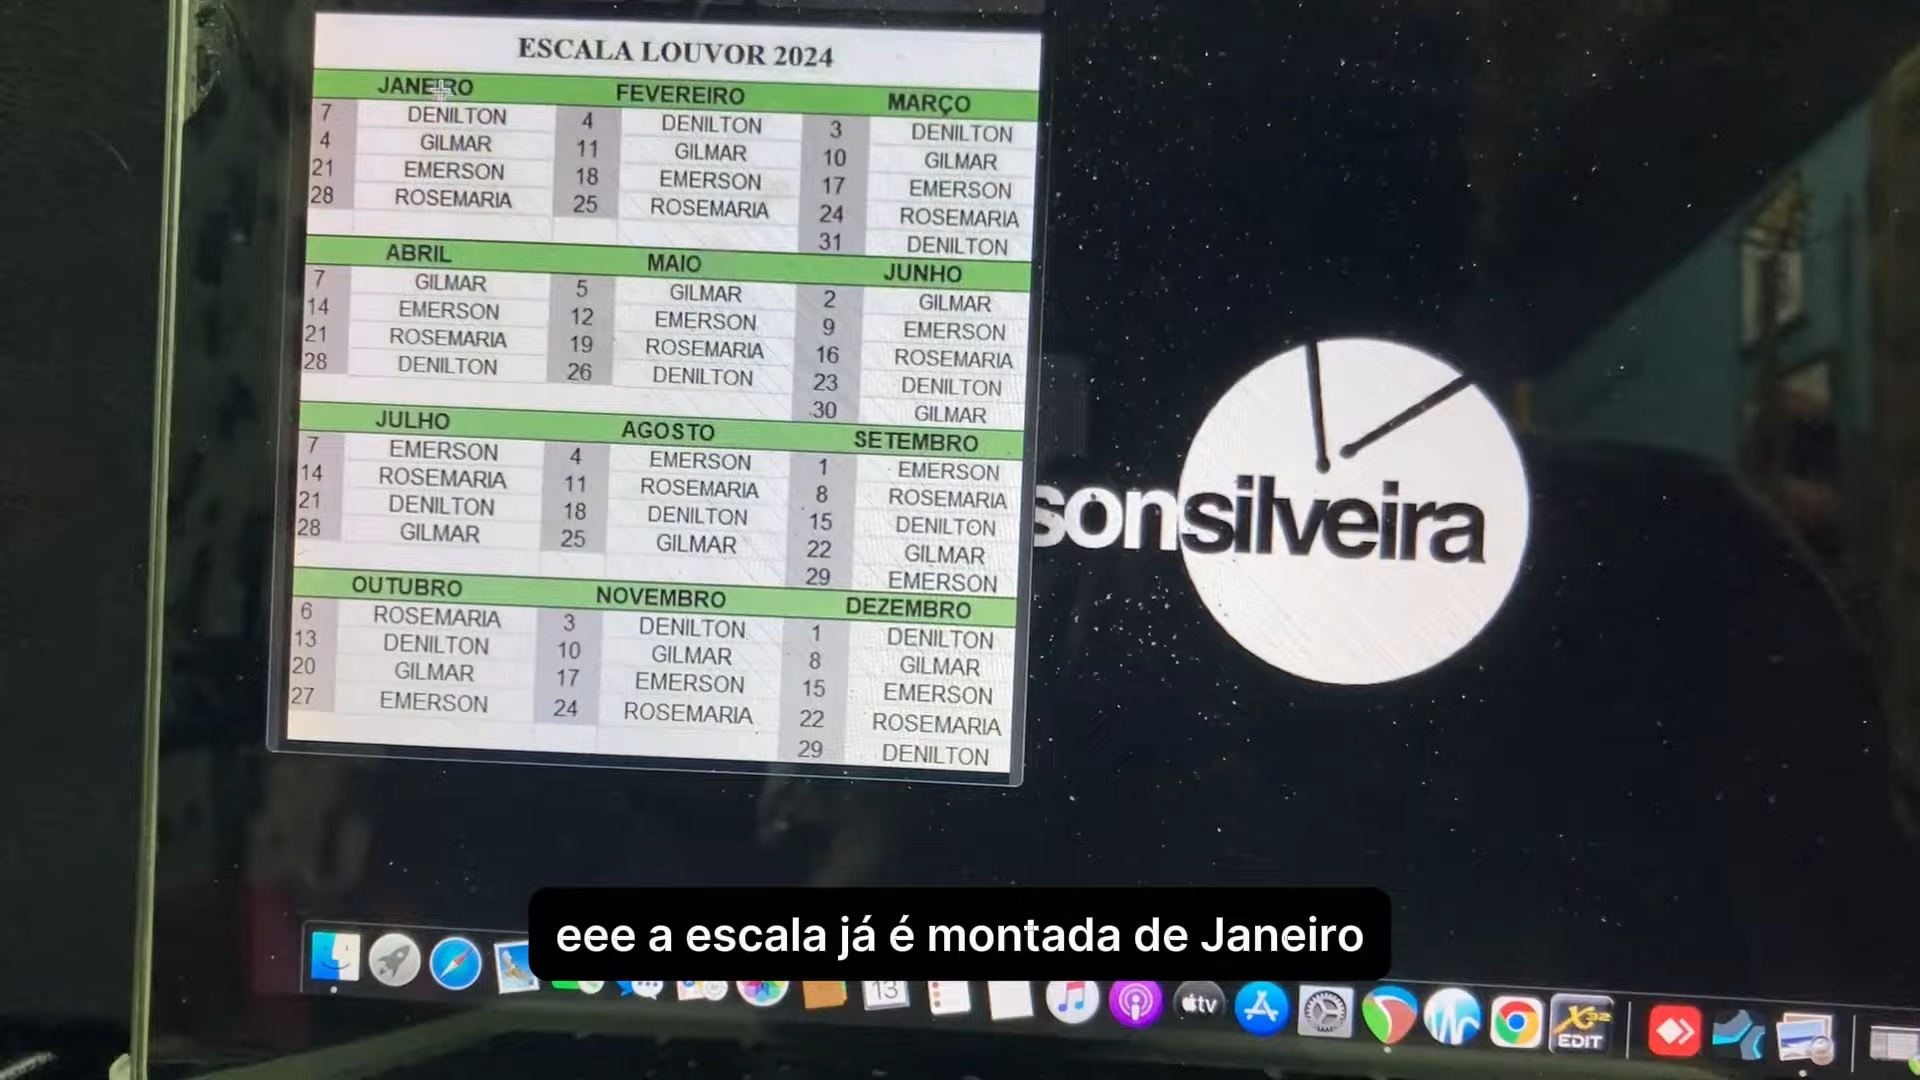 ESCALA LOUVOR 2024
JANEIRO FEVEREIRO MARÇO
7 DENILTON 4 DENILTON 3 DENILTON
4 GILMAR 11 GILMAR 10 GILMAR
21 EMERSON 18 EMERSON 17 EMERSON
28 ROSEMARIA 25 ROSEMARIA 24 ROSEMARIA
31 DENILTON
ABRIL MAIO JUNHO
7 GILMAR 5 GILMAR 2 GILMAR
14 EMERSON 12 EMERSON 9 EMERSON
21 ROSEMARIA 19 ROSEMARIA 16 ROSEMARIA
28 DENILTON 26 DENILTON 23 DENILTON
30 GILMAR
JULHO AGOSTO SETEMBRO
7 EMERSON 4 EMERSON 1 EMERSON
14 ROSEMARIA 11 ROSEMARIA 8 ROSEMARIA
21 DENILTON 18 DENILTON 15 DENILTON
28 GILMAR 25 GILMAR 22 GILMAR
29 EMERSON
OUTUBRO NOVEMBRO DEZEMBRO
6 ROSEMARIA 3 DENILTON 1 DENILTON
13 DENILTON 10 GILMAR 8 GILMAR
20 GILMAR 17 EMERSON 15 EMERSON
27 EMERSON 24 ROSEMARIA 22 ROSEMARIA
29 DENILTON
sonsilveira
eee a escala já é montada de Janeiro
13
tv
X32
EDIT